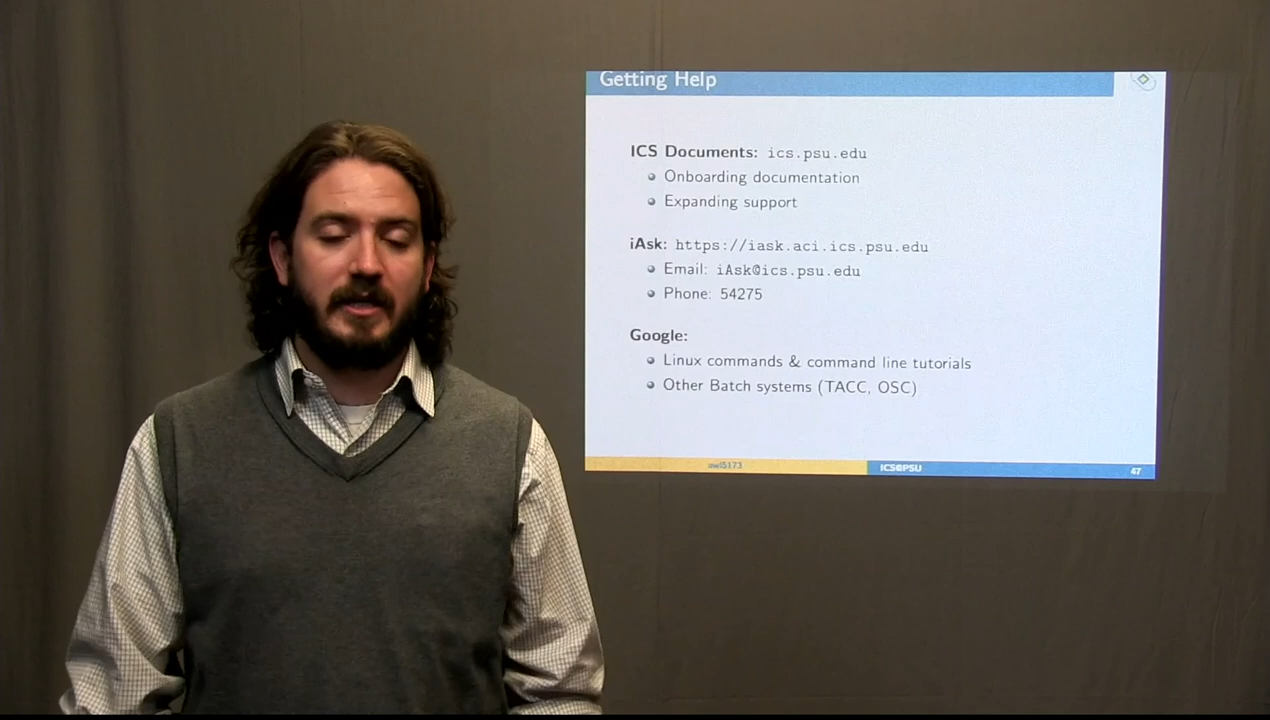 Getting Help
ICS Documents: ics.psu.edu
Onboarding documentation
Expanding support
iAsk: https://iask.aci.ics.psu.edu
Email: iAsk@ics.psu.edu
Phone: 54275
Google:
Linux commands & command line tutorials
Other Batch systems (TACC, OSC)
awl5173 ICS@PSU 47